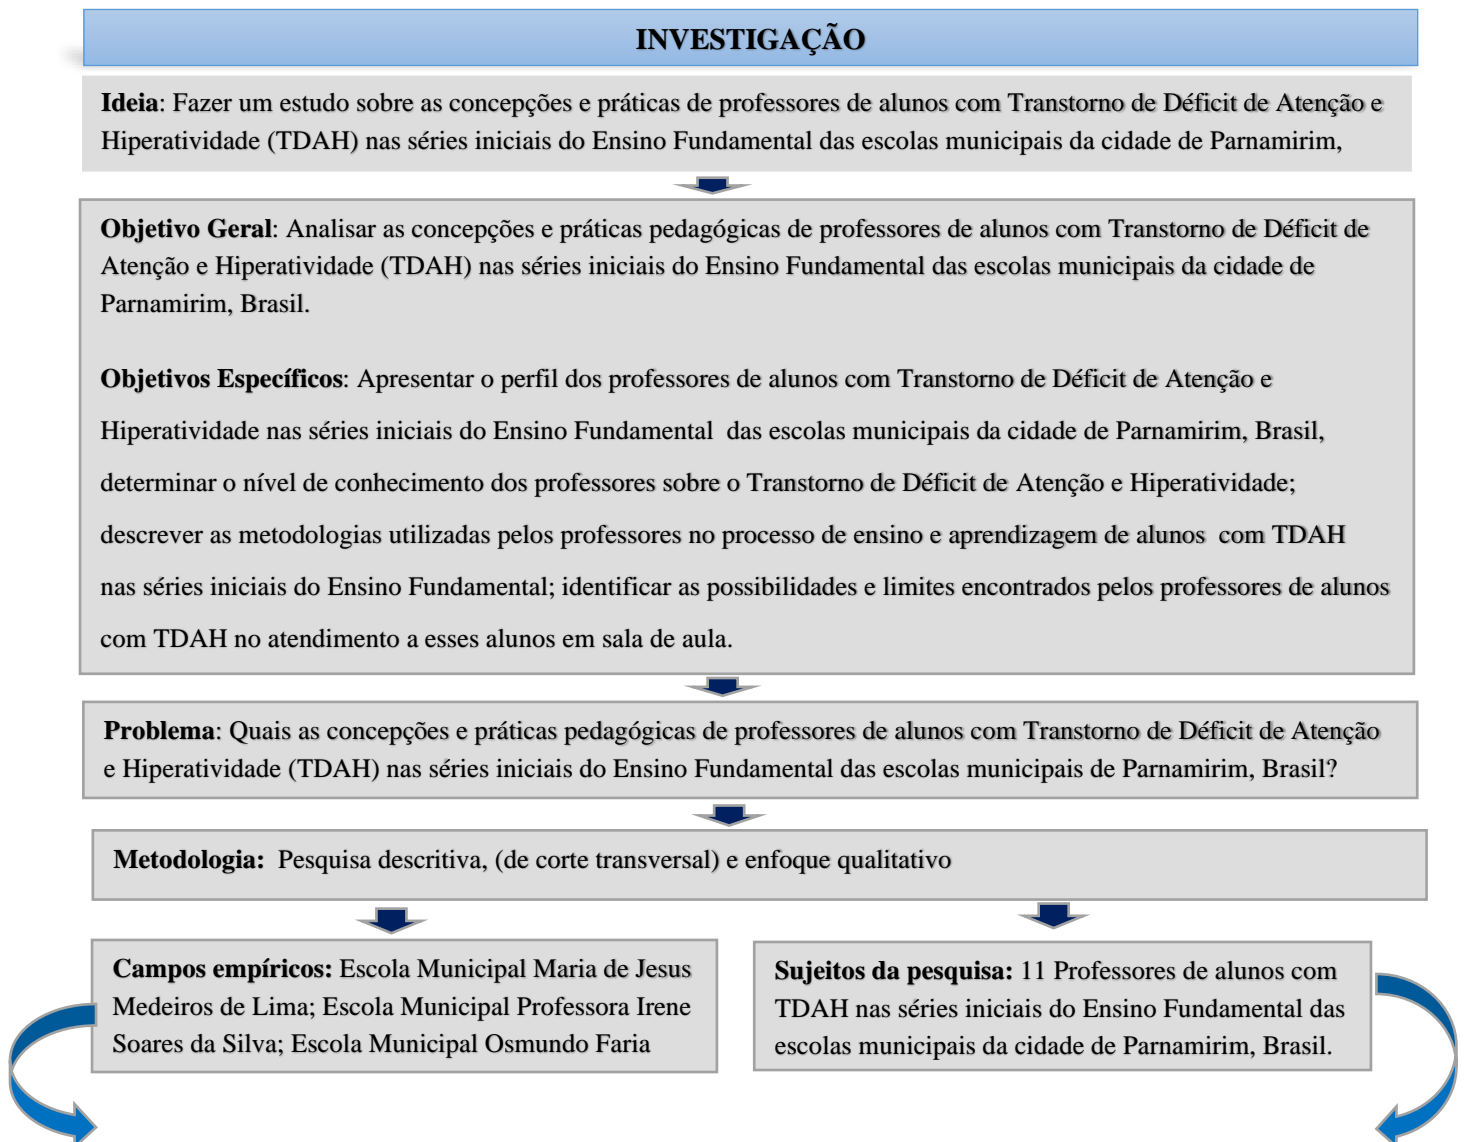 INVESTIGAÇÃO
Ideia: Fazer um estudo sobre as concepções e práticas de professores de alunos com Transtorno de Déficit de Atenção e
Hiperatividade (TDAH) nas séries iniciais do Ensino Fundamental das escolas municipais da cidade de Parnamirim,
Objetivo Geral: Analisar as concepções e práticas pedagógicas de professores de alunos com Transtorno de Déficit de
Atenção e Hiperatividade (TDAH) nas séries iniciais do Ensino Fundamental das escolas municipais da cidade de
Parnamirim, Brasil.
Objetivos Específicos: Apresentar o perfil dos professores de alunos com Transtorno de Déficit de Atenção e
Hiperatividade nas séries iniciais do Ensino Fundamental das escolas municipais da cidade de Parnamirim, Brasil,
determinar o nível de conhecimento dos professores sobre o Transtorno de Déficit de Atenção e Hiperatividade;
descrever as metodologias utilizadas pelos professores no processo de ensino e aprendizagem de alunos com TDAH
nas séries iniciais do Ensino Fundamental; identificar as possibilidades e limites encontrados pelos professores de alunos
com TDAH no atendimento a esses alunos em sala de aula.
Problema: Quais as concepções e práticas pedagógicas de professores de alunos com Transtorno de Déficit de Atenção
e Hiperatividade (TDAH) nas séries iniciais do Ensino Fundamental das escolas municipais de Parnamirim, Brasil?
Metodologia: Pesquisa descritiva, (de corte transversal) e enfoque qualitativo
Campos empíricos: Escola Municipal Maria de Jesus
Medeiros de Lima; Escola Municipal Professora Irene
Soares da Silva; Escola Municipal Osmundo Faria
Sujeitos da pesquisa: 11 Professores de alunos com
TDAH nas séries iniciais do Ensino Fundamental das
escolas municipais da cidade de Parnamirim, Brasil.